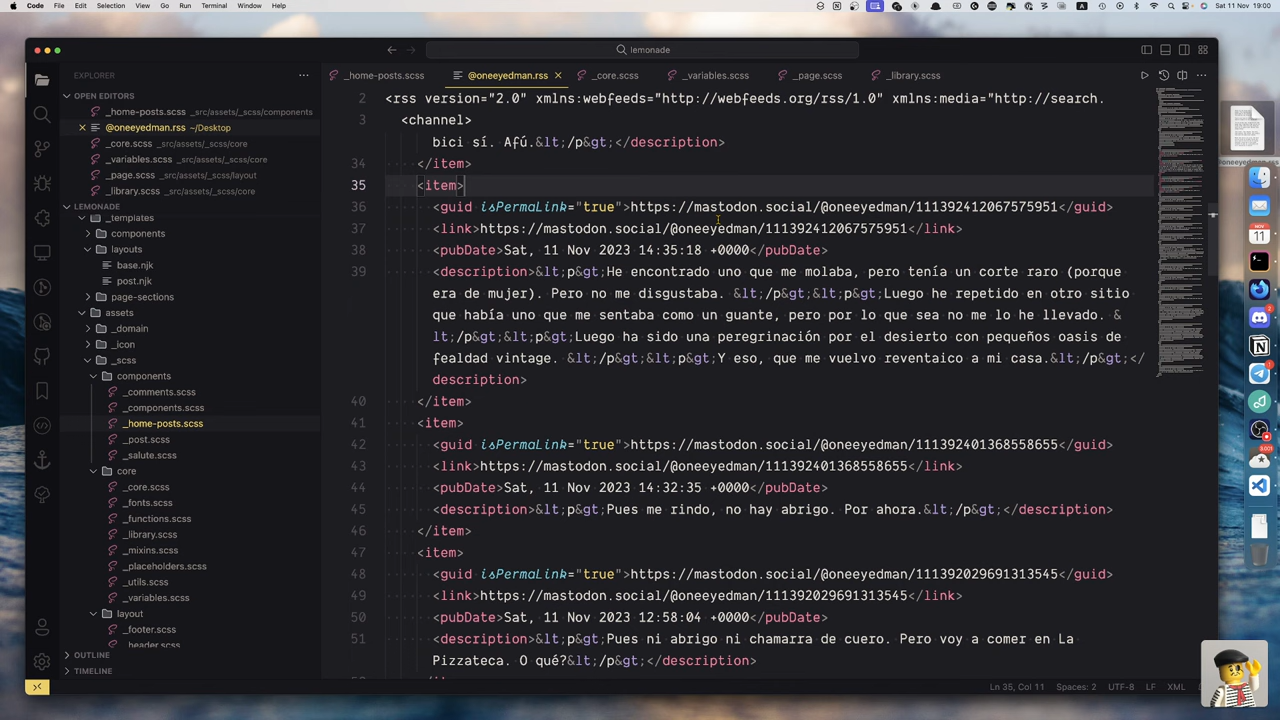 Code File Edit Selection View Go Run Terminal Window Help
Sat 11 Nov 19:00
lemonade
EXPLORER
OPEN EDITORS
_home-posts.scss _src/assets/_scss/components
@oneeyedman.rss ~/Desktop
_core.scss _src/assets/_scss/core
_variables.scss _src/assets/_scss/core
_page.scss _src/assets/_scss/layout
_library.scss _src/assets/_scss/core
LEMONADE
_templates
components
layouts
base.njk
post.njk
page-sections
assets
_domain
_icon
_scss
components
_comments.scss
_components.scss
_home-posts.scss
_post.scss
_salute.scss
core
_core.scss
_fonts.scss
_functions.scss
_library.scss
_mixins.scss
_placeholders.scss
_utils.scss
_variables.scss
layout
_footer.scss
_header.scss
OUTLINE
TIMELINE
_home-posts.scss @oneeyedman.rss _core.scss _variables.scss _page.scss _library.scss
2 <rss version="2.0" xmlns:webfeeds="http://webfeeds.org/rss/1.0" xmlns:media="http://search.
3 <channel>
bici en Afú.&lt;/p&gt;</description>
34 </item>
35 <item>
36 <guid isPermaLink="true">https://mastodon.social/@oneeyedman/111392412067575951</guid>
37 <link>https://mastodon.social/@oneeyedman/111392412067575951</link>
38 <pubDate>Sat, 11 Nov 2023 14:35:18 +0000</pubDate>
39 <description>&lt;p&gt;He encontrado uno que me molaba, pero tenía un corte raro (porque
era de mujer). Pero no me disgustaba. &lt;/p&gt;&lt;p&gt;Luego he repetido en otro sitio
que había uno que me sentaba como un guante, pero por lo que sea no me lo he llevado. &
lt;/p&gt;&lt;p&gt;Luego ha sido una peregrinación por el desierto con pequeños oasis de
fealdad vintage. &lt;/p&gt;&lt;p&gt;Y eso, que me vuelvo reventaico a mi casa.&lt;/p&gt;</
description>
40 </item>
41 <item>
42 <guid isPermaLink="true">https://mastodon.social/@oneeyedman/111392401368558655</guid>
43 <link>https://mastodon.social/@oneeyedman/111392401368558655</link>
44 <pubDate>Sat, 11 Nov 2023 14:32:35 +0000</pubDate>
45 <description>&lt;p&gt;Pues me rindo, no hay abrigo. Por ahora.&lt;/p&gt;</description>
46 </item>
47 <item>
48 <guid isPermaLink="true">https://mastodon.social/@oneeyedman/111392029691313545</guid>
49 <link>https://mastodon.social/@oneeyedman/111392029691313545</link>
50 <pubDate>Sat, 11 Nov 2023 12:58:04 +0000</pubDate>
51 <description>&lt;p&gt;Pues ni abrigo ni chamarra de cuero. Pero voy a comer en La
Pizzateca. O qué?&lt;/p&gt;</description>
Ln 35, Col 11 Spaces: 2 UTF-8 LF XML
NOV
11